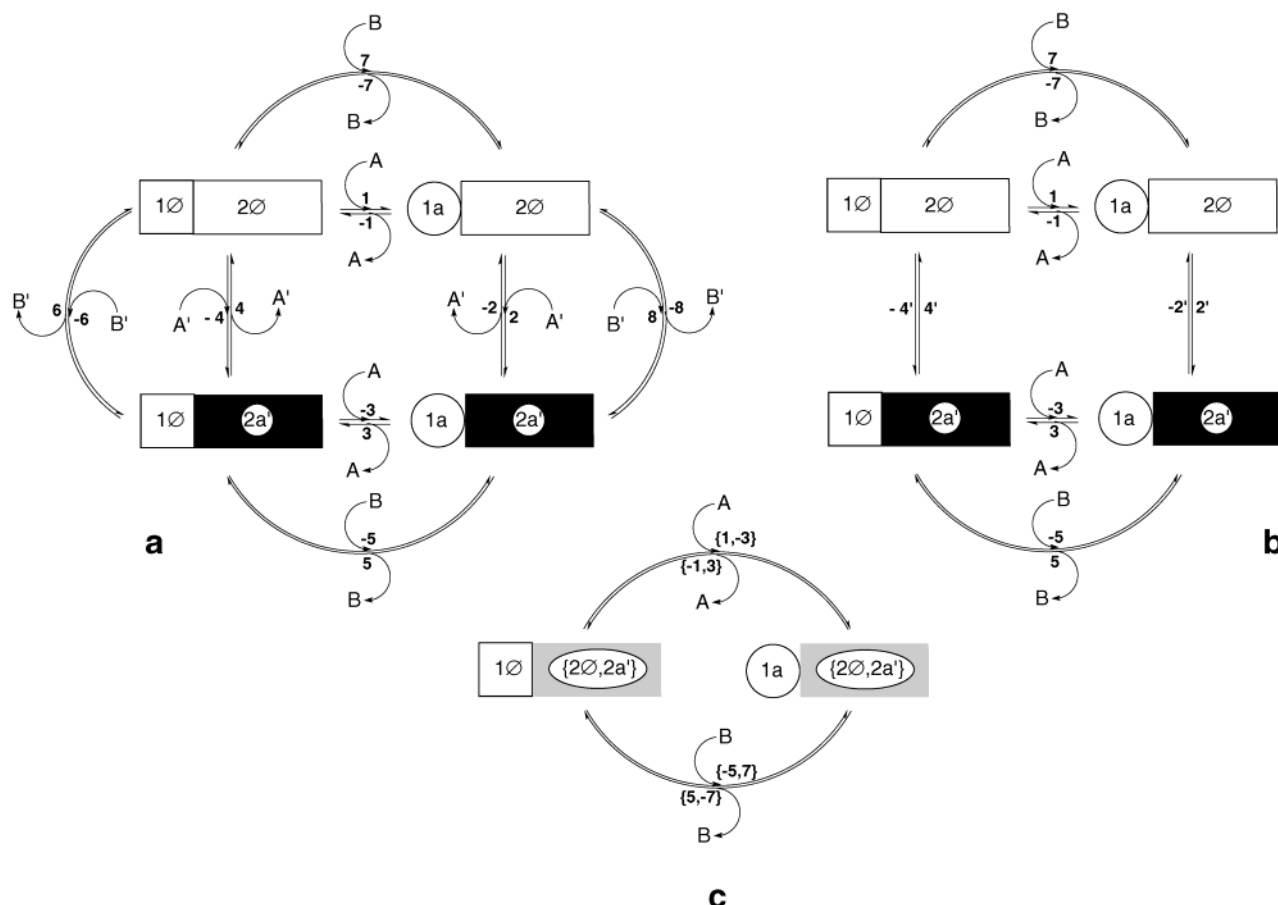 B B
7 7
-7 -7
B B
A A
1∅ 2∅ 1 1a 2∅ 1∅ 2∅ 1 1a 2∅
-1 -1
A A
B' 6 -6 B' A' - 4 4 A' A' -2 2 A' B' 8 -8 B' - 4' 4' -2' 2'
A A
1∅ 2a' -3 1a 2a' 1∅ 2a' -3 1a 2a'
3 3
A A
B B
a -5 -5 b
5 5
B B
A
{1,-3}
{-1,3}
A
1∅ {2∅,2a'} 1a {2∅,2a'}
B
{-5,7}
{5,-7}
B
c